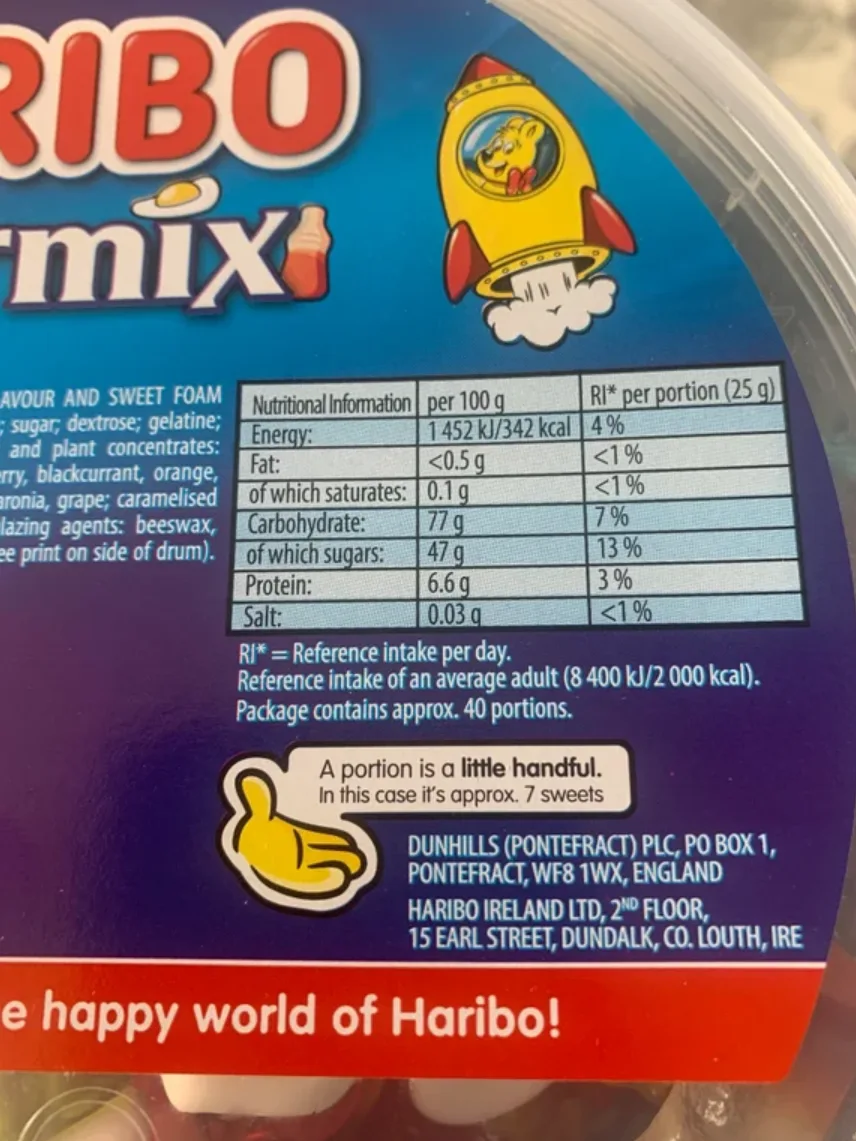 RIBO
rmix
AVOUR AND SWEET FOAM
; sugar; dextrose; gelatine;
and plant concentrates:
rry, blackcurrant, orange,
aronia, grape; caramelised
lazing agents: beeswax,
ee print on side of drum).
Nutritional Information per 100 g RI* per portion (25 g)
Energy: 1 452 kJ/342 kcal 4 %
Fat: <0.5 g <1 %
of which saturates: 0.1 g <1 %
Carbohydrate: 77 g 7 %
of which sugars: 47 g 13 %
Protein: 6.6 g 3 %
Salt: 0.03 g <1 %
RI* = Reference intake per day.
Reference intake of an average adult (8 400 kJ/2 000 kcal).
Package contains approx. 40 portions.
A portion is a little handful.
In this case it's approx. 7 sweets
DUNHILLS (PONTEFRACT) PLC, PO BOX 1,
PONTEFRACT, WF8 1WX, ENGLAND
HARIBO IRELAND LTD, 2ND FLOOR,
15 EARL STREET, DUNDALK, CO. LOUTH, IRE
e happy world of Haribo!